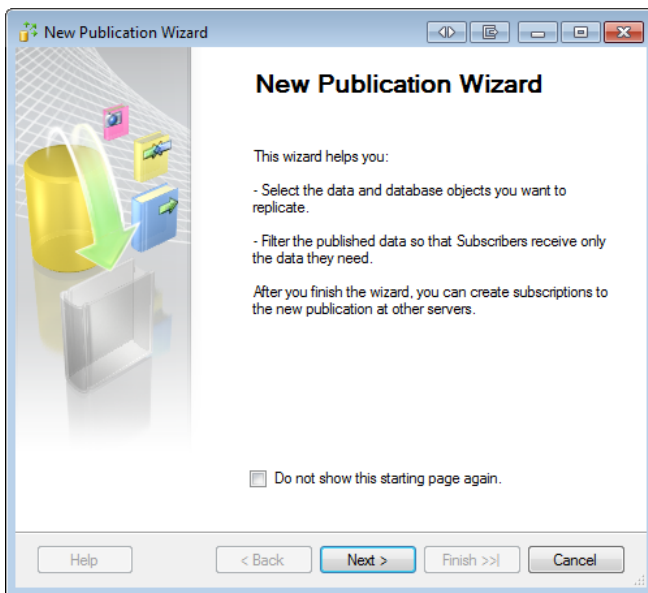 New Publication Wizard
New Publication Wizard
This wizard helps you:
- Select the data and database objects you want to
replicate.
- Filter the published data so that Subscribers receive only
the data they need.
After you finish the wizard, you can create subscriptions to
the new publication at other servers.
Do not show this starting page again.
Help
< Back
Next >
Finish >>|
Cancel